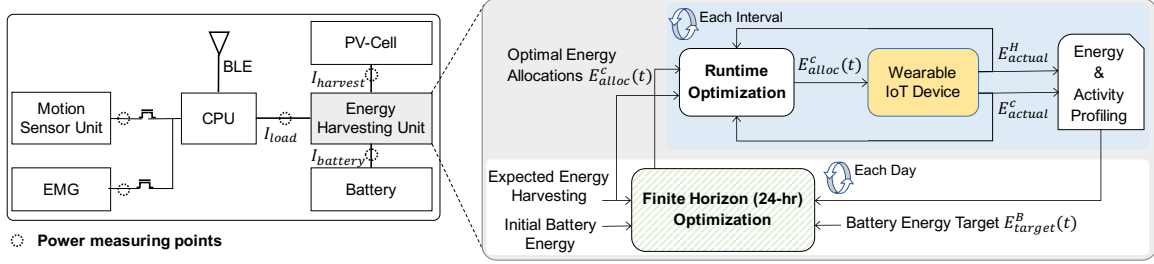 PV-Cell
BLE
I_harvest
Motion
Sensor Unit
CPU
I_load
Energy
Harvesting Unit
I_battery
EMG
Battery
Power measuring points
Each Interval
Optimal Energy
Allocations E^c_alloc(t)
Runtime
Optimization
E^c_alloc(t)
Wearable
IoT Device
E^H_actual
E^c_actual
Energy
&
Activity
Profiling
Each Day
Expected Energy
Harvesting
Initial Battery
Energy
Finite Horizon (24-hr)
Optimization
Battery Energy Target E^B_target(t)